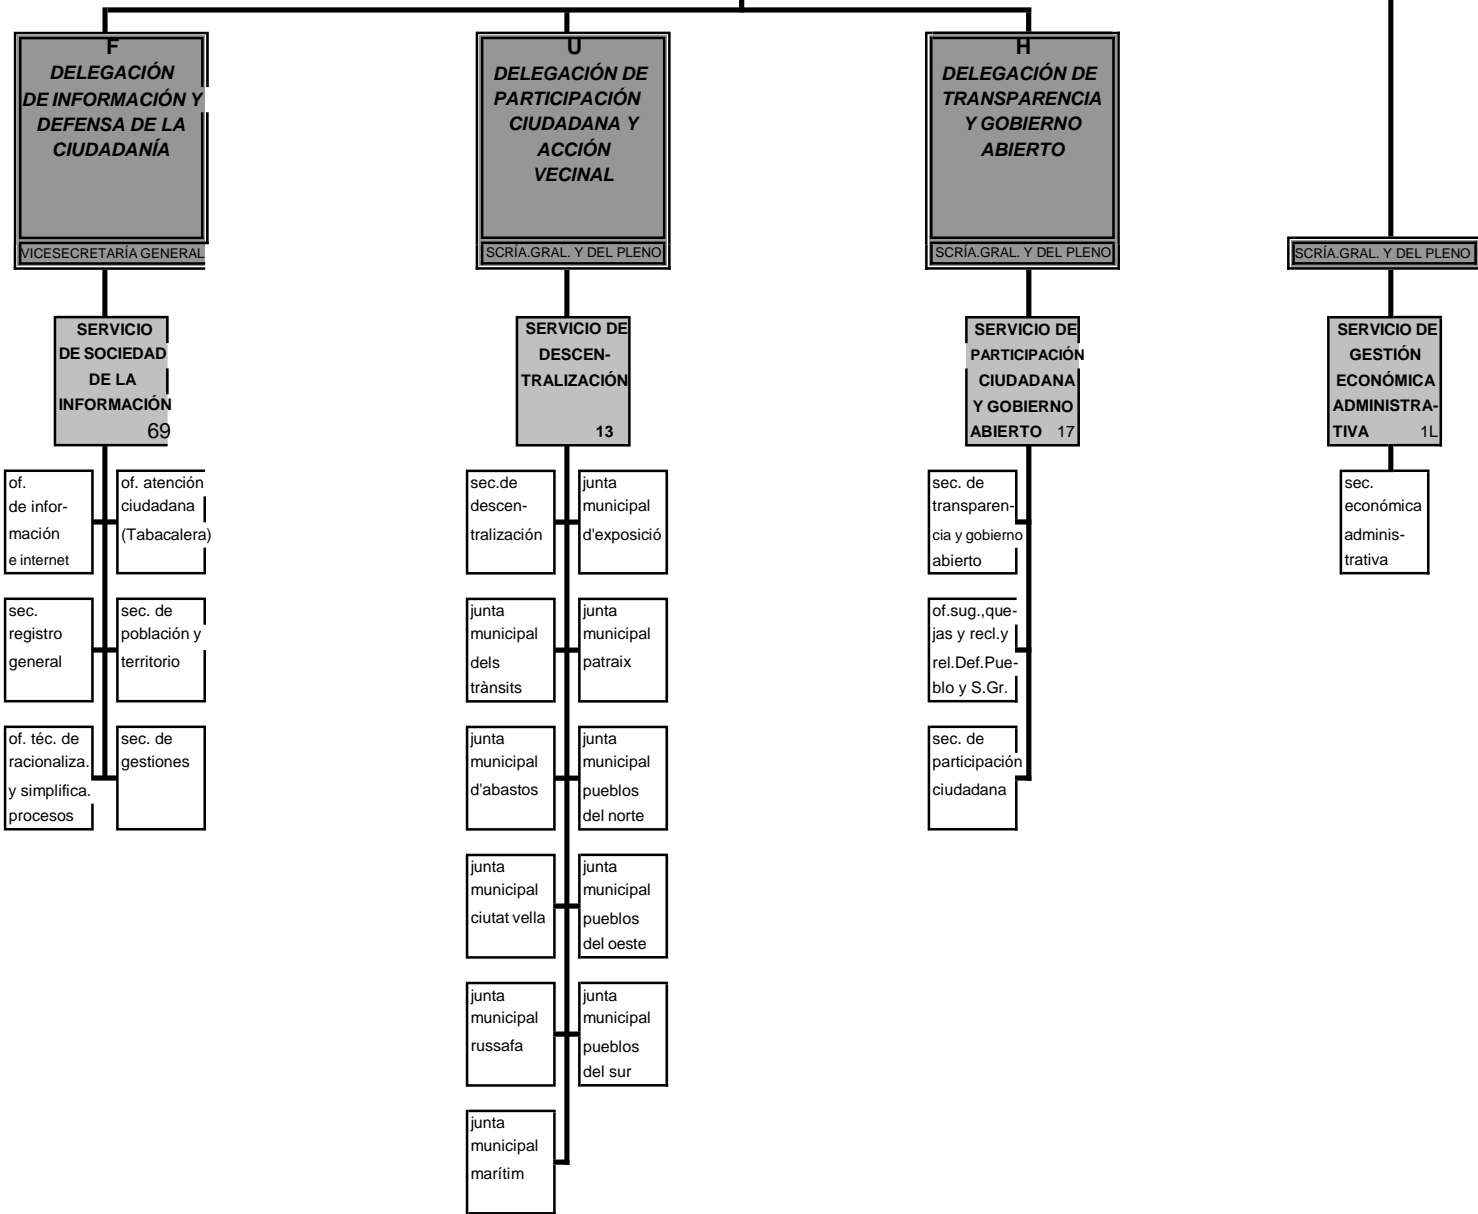 F
DELEGACIÓN
DE INFORMACIÓN Y
DEFENSA DE LA
CIUDADANÍA
VICESECRETARÍA GENERAL
SERVICIO
DE SOCIEDAD
DE LA
INFORMACIÓN
69
of.
de infor-
mación
e internet
of. atención
ciudadana
(Tabacalera)
sec.
registro
general
sec. de
población y
territorio
of. téc. de
racionaliza.
y simplifica.
procesos
sec. de
gestiones
U
DELEGACIÓN DE
PARTICIPACIÓN
CIUDADANA Y
ACCIÓN
VECINAL
SCRÍA.GRAL. Y DEL PLENO
SERVICIO DE
DESCEN-
TRALIZACIÓN
13
sec.de
descen-
tralización
junta
municipal
d'exposició
junta
municipal
dels
trànsits
junta
municipal
patraix
junta
municipal
d'abastos
junta
municipal
pueblos
del norte
junta
municipal
ciutat vella
junta
municipal
pueblos
del oeste
junta
municipal
russafa
junta
municipal
pueblos
del sur
junta
municipal
marítim
H
DELEGACIÓN DE
TRANSPARENCIA
Y GOBIERNO
ABIERTO
SCRÍA.GRAL. Y DEL PLENO
SERVICIO DE
PARTICIPACIÓN
CIUDADANA
Y GOBIERNO
ABIERTO 17
sec. de
transparen-
cia y gobierno
abierto
of.sug.,que-
jas y recl.y
rel.Def.Pue-
blo y S.Gr.
sec. de
participación
ciudadana
SCRÍA.GRAL. Y DEL PLENO
SERVICIO DE
GESTIÓN
ECONÓMICA
ADMINISTRA-
TIVA 1L
sec.
económica
adminis-
trativa